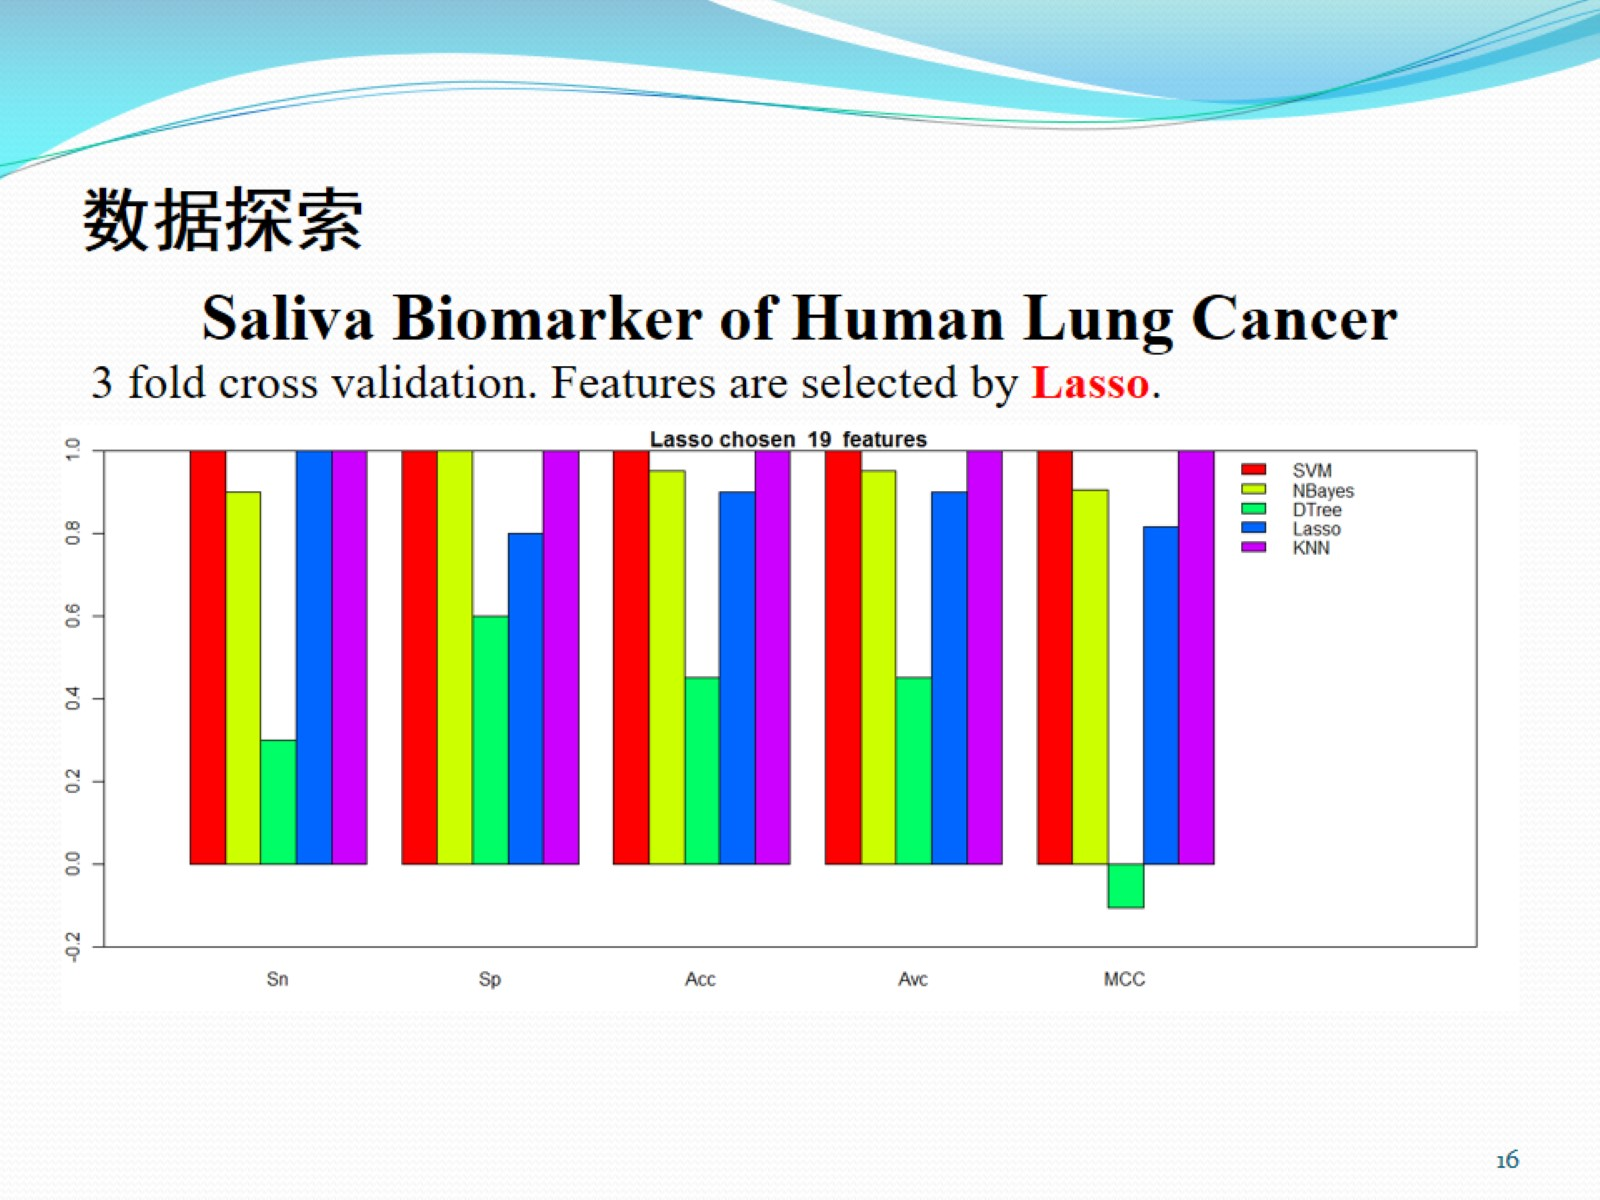 数据探索
Saliva Biomarker of Human Lung Cancer
3 fold cross validation. Features are selected by Lasso.
Lasso chosen 19 features
1.0
0.8
0.6
0.4
0.2
0.0
-0.2
SVM
NBayes
DTree
Lasso
KNN
Sn Sp Acc Avc MCC
16